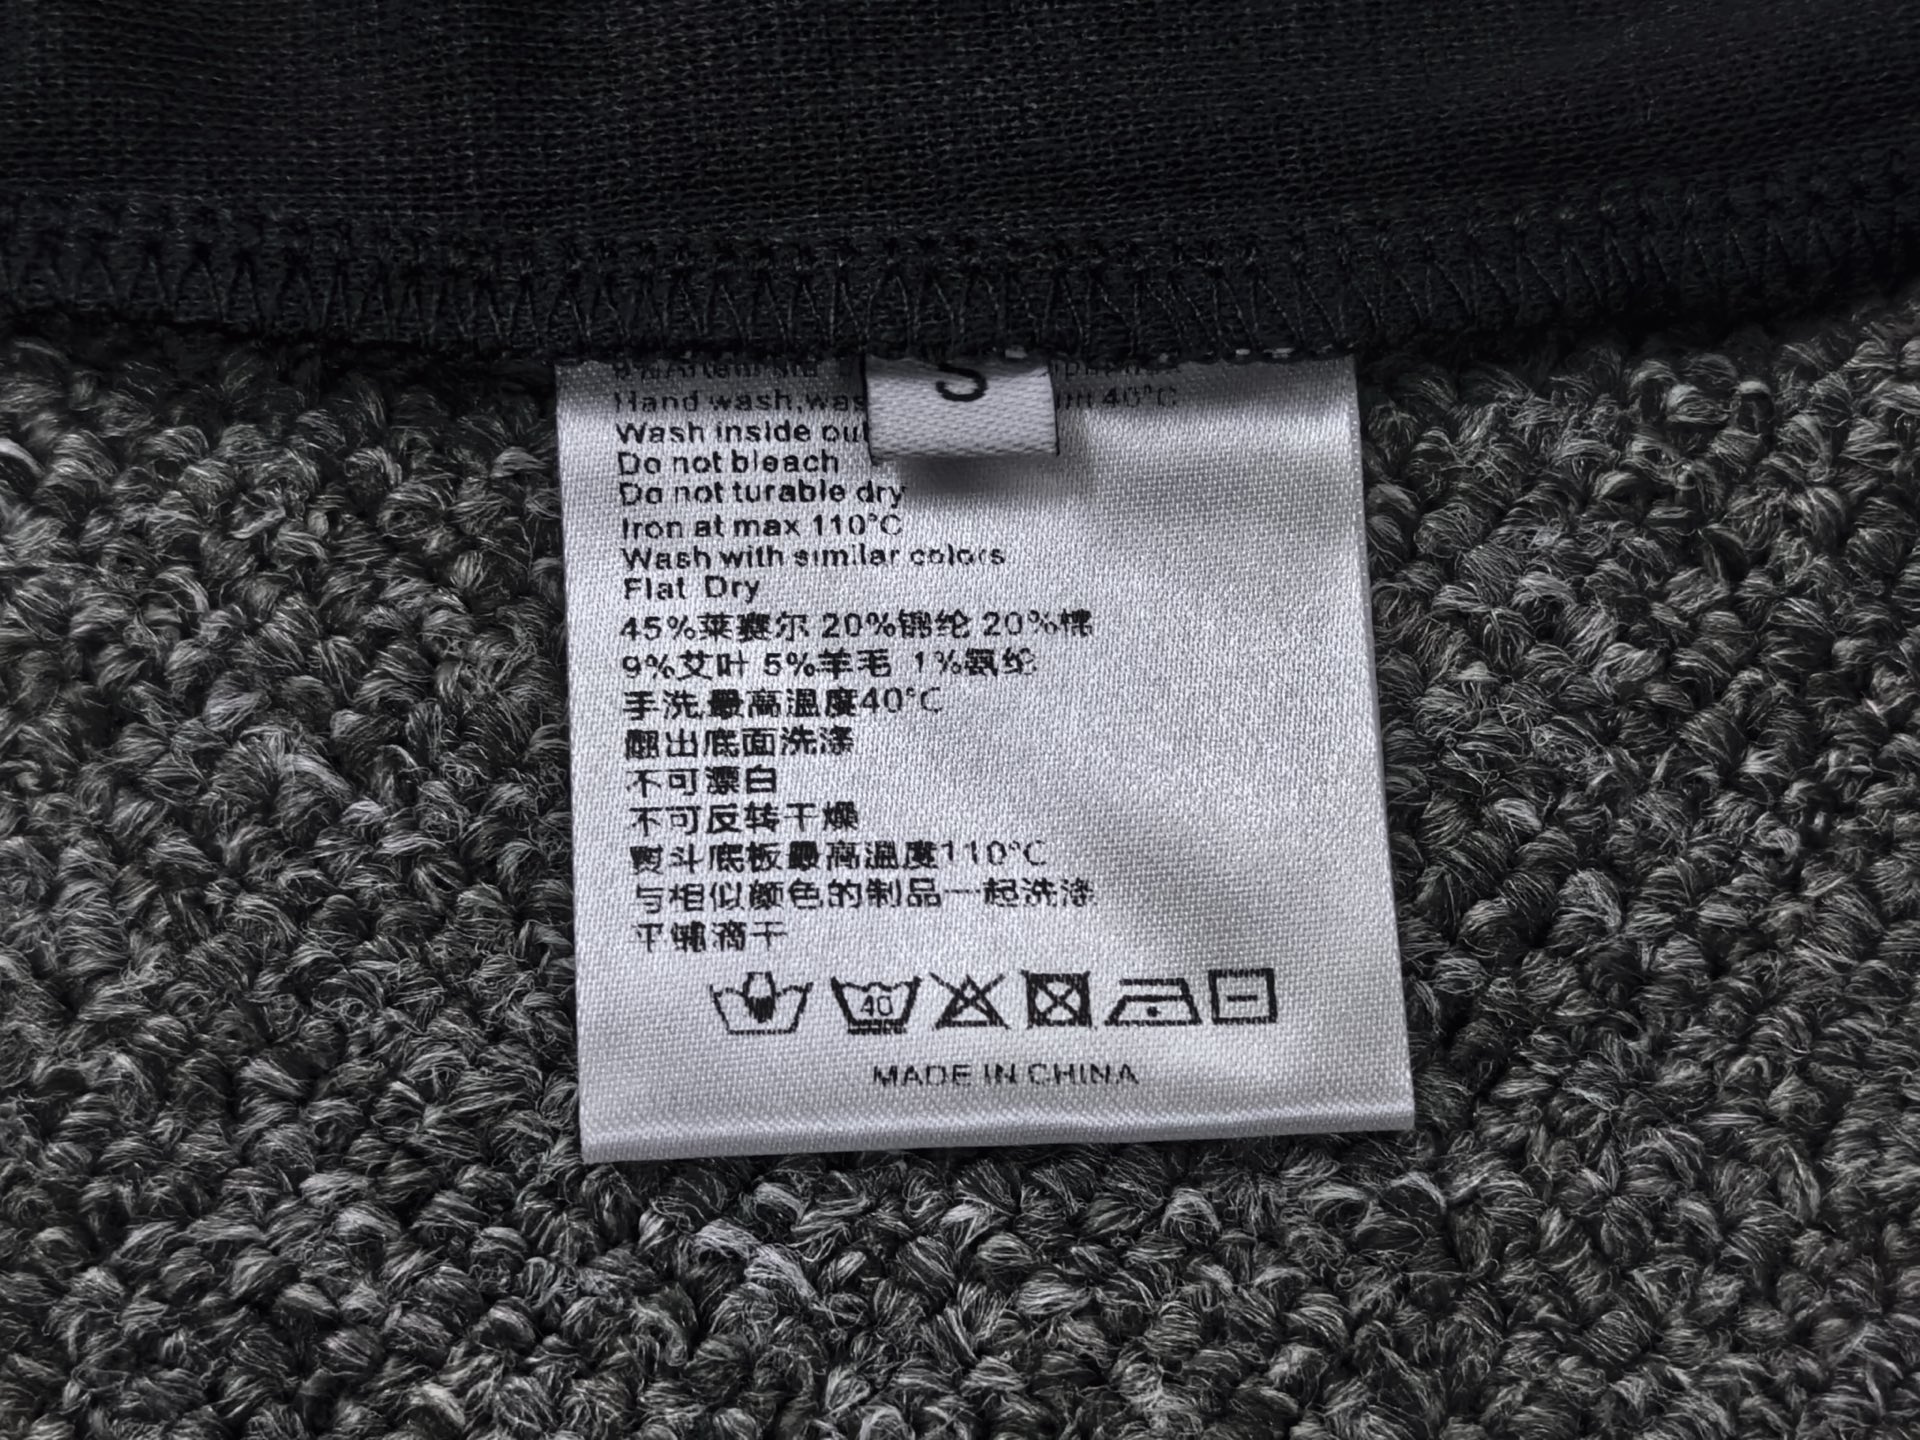 S
Hand wash, 40°C
Wash inside out
Do not bleach
Do not turable dry
Iron at max 110°C
Wash with similar colors
Flat Dry
45%莱赛尔 20%锦纶 20%棉
9%艾叶 5%羊毛 1%氨纶
手洗最高温度40°C
翻出底面洗涤
不可漂白
不可反转干燥
熨斗底板最高温度110°C
与相似颜色的制品一起洗涤
平铺滴干
40
MADE IN CHINA